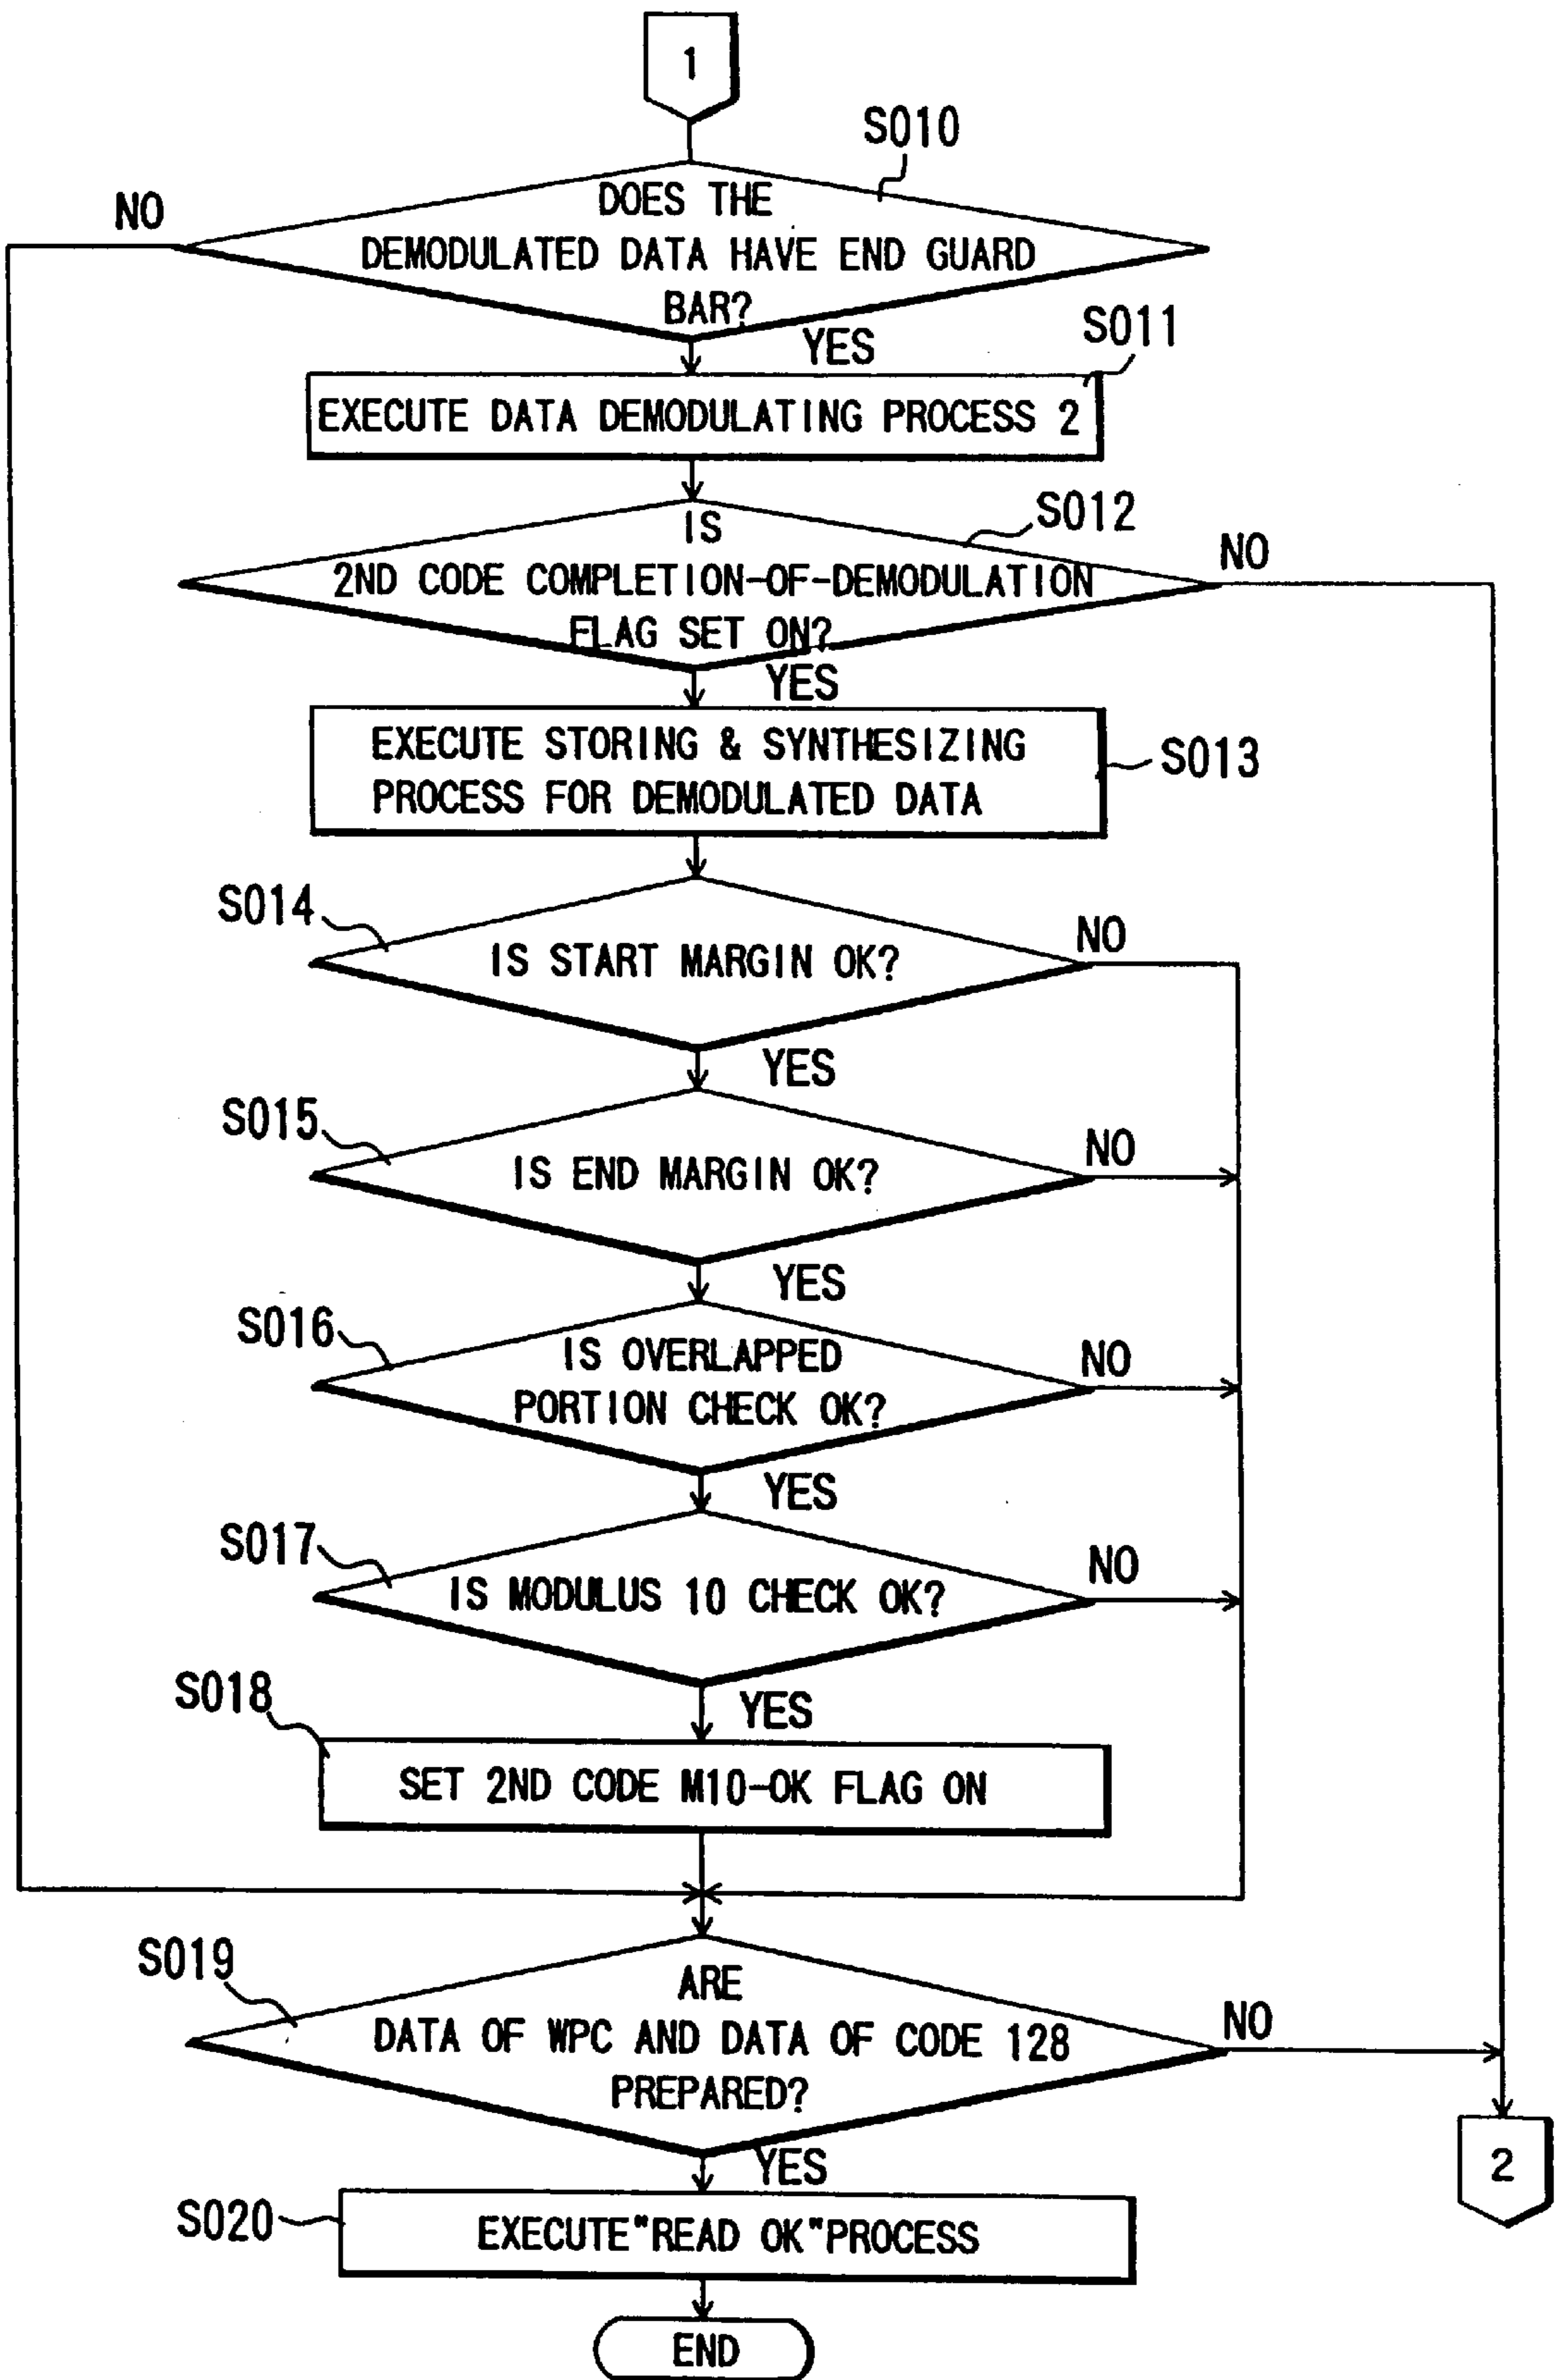 1
S010
NO
DOES THE
DEMODULATED DATA HAVE END GUARD
BAR?
YES
S011
EXECUTE DATA DEMODULATING PROCESS 2
S012
IS
NO
2ND CODE COMPLETION-OF-DEMODULATION
FLAG SET ON?
YES
EXECUTE STORING & SYNTHESIZING
PROCESS FOR DEMODULATED DATA
S013
S014
NO
IS START MARGIN OK?
YES
S015
NO
IS END MARGIN OK?
YES
S016
IS OVERLAPPED
PORTION CHECK OK?
NO
YES
S017
NO
IS MODULUS 10 CHECK OK?
S018
YES
SET 2ND CODE M10-OK FLAG ON
S019
ARE
DATA OF WPC AND DATA OF CODE 128
PREPARED?
NO
YES
2
S020
EXECUTE"READ OK"PROCESS
END